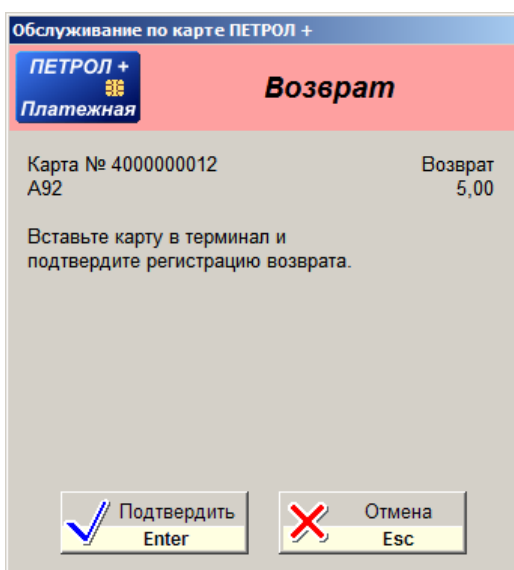 Обслуживание по карте ПЕТРОЛ +
ПЕТРОЛ +
Платежная
Возврат
Карта № 4000000012 Возврат
А92 5,00
Вставьте карту в терминал и
подтвердите регистрацию возврата.
Подтвердить
Enter
Отмена
Esc